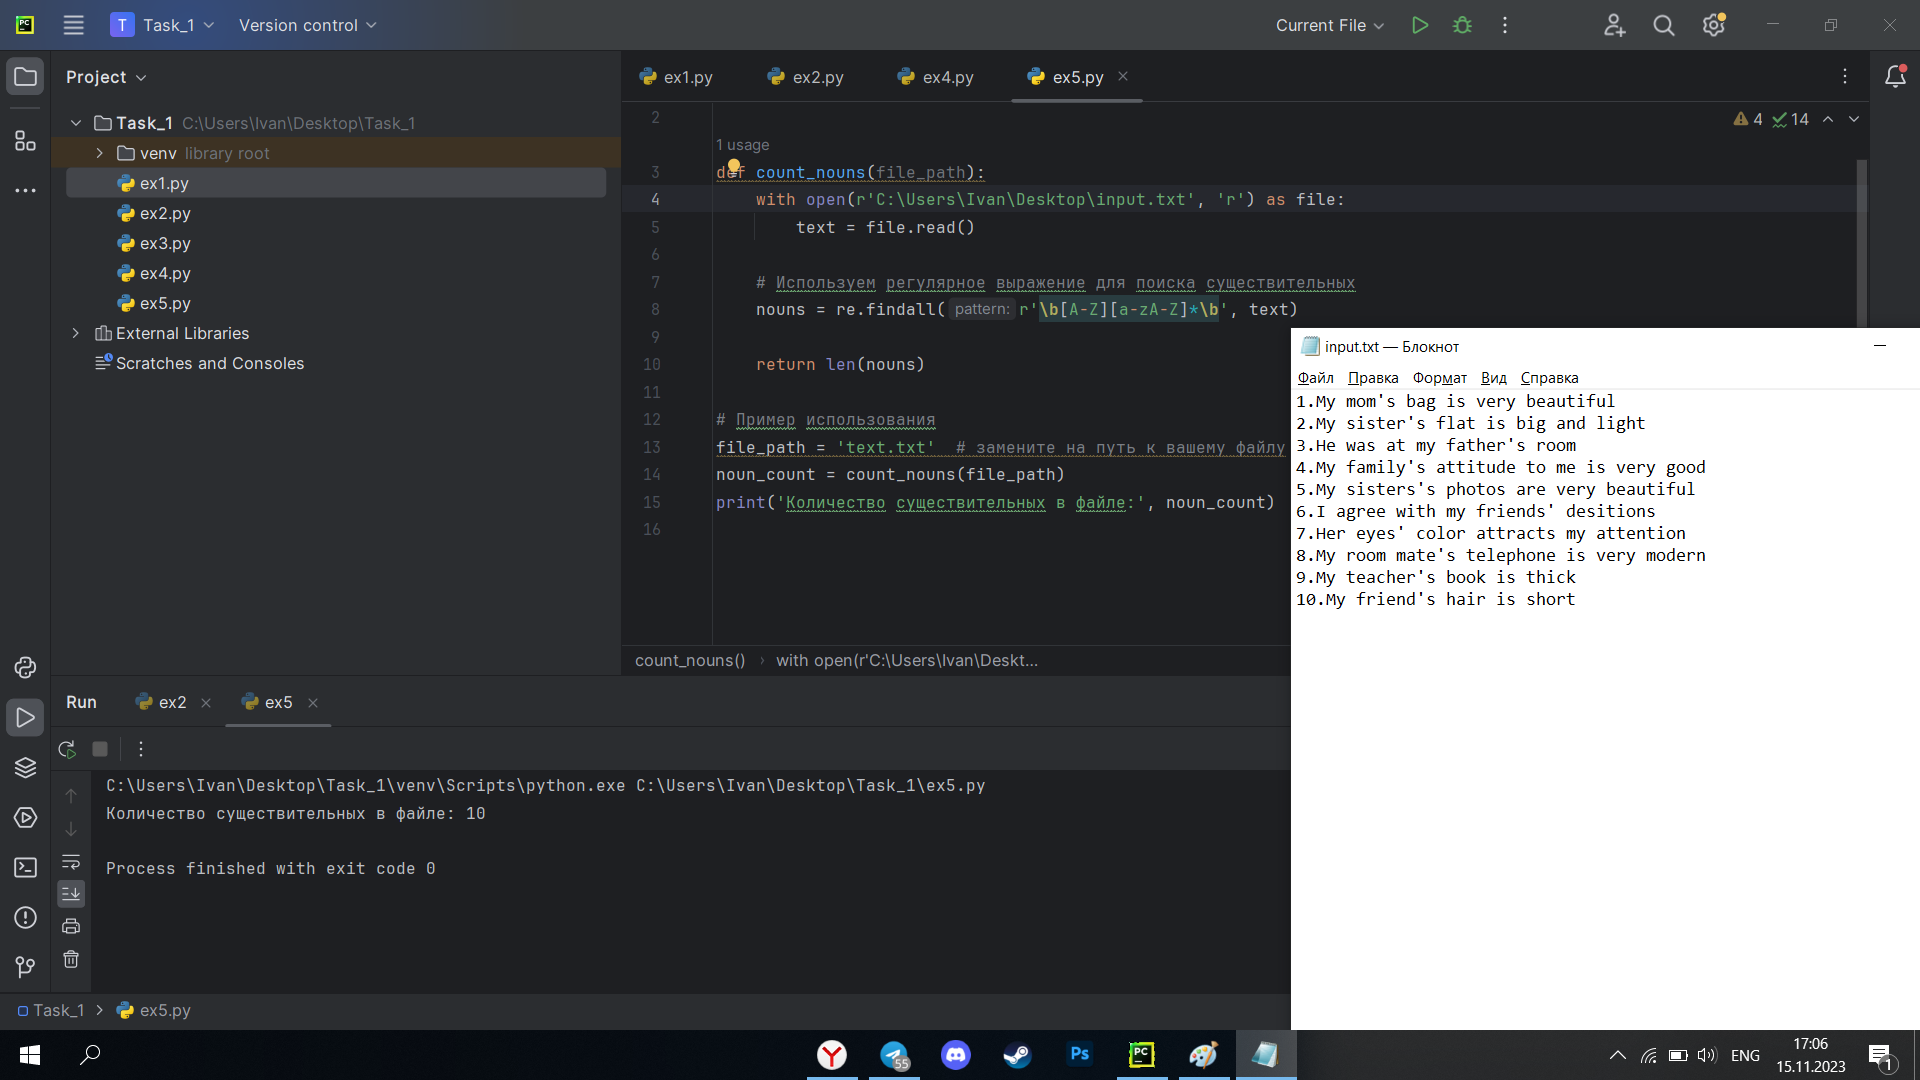 T Task_1 Version control Current File
Project
Task_1 C:\Users\Ivan\Desktop\Task_1
venv library root
ex1.py
ex2.py
ex3.py
ex4.py
ex5.py
External Libraries
Scratches and Consoles
ex1.py ex2.py ex4.py ex5.py
4 14
2
1 usage
3 def count_nouns(file_path):
4 with open(r'C:\Users\Ivan\Desktop\input.txt', 'r') as file:
5 text = file.read()
6
7 # Используем регулярное выражение для поиска существительных
8 nouns = re.findall( pattern: r'\b[A-Z][a-zA-Z]*\b', text)
9
10 return len(nouns)
11
12 # Пример использования
13 file_path = 'text.txt' # замените на путь к вашему файлу
14 noun_count = count_nouns(file_path)
15 print('Количество существительных в файле:', noun_count)
16
count_nouns() › with open(r'C:\Users\Ivan\Deskt...
input.txt — Блокнот
Файл Правка Формат Вид Справка
1.My mom's bag is very beautiful
2.My sister's flat is big and light
3.He was at my father's room
4.My family's attitude to me is very good
5.My sisters's photos are very beautiful
6.I agree with my friends' desitions
7.Her eyes' color attracts my attention
8.My room mate's telephone is very modern
9.My teacher's book is thick
10.My friend's hair is short
Run ex2 ex5
C:\Users\Ivan\Desktop\Task_1\venv\Scripts\python.exe C:\Users\Ivan\Desktop\Task_1\ex5.py
Количество существительных в файле: 10
Process finished with exit code 0
Task_1 > ex5.py
55 Ps PC ENG
17:06
15.11.2023
1